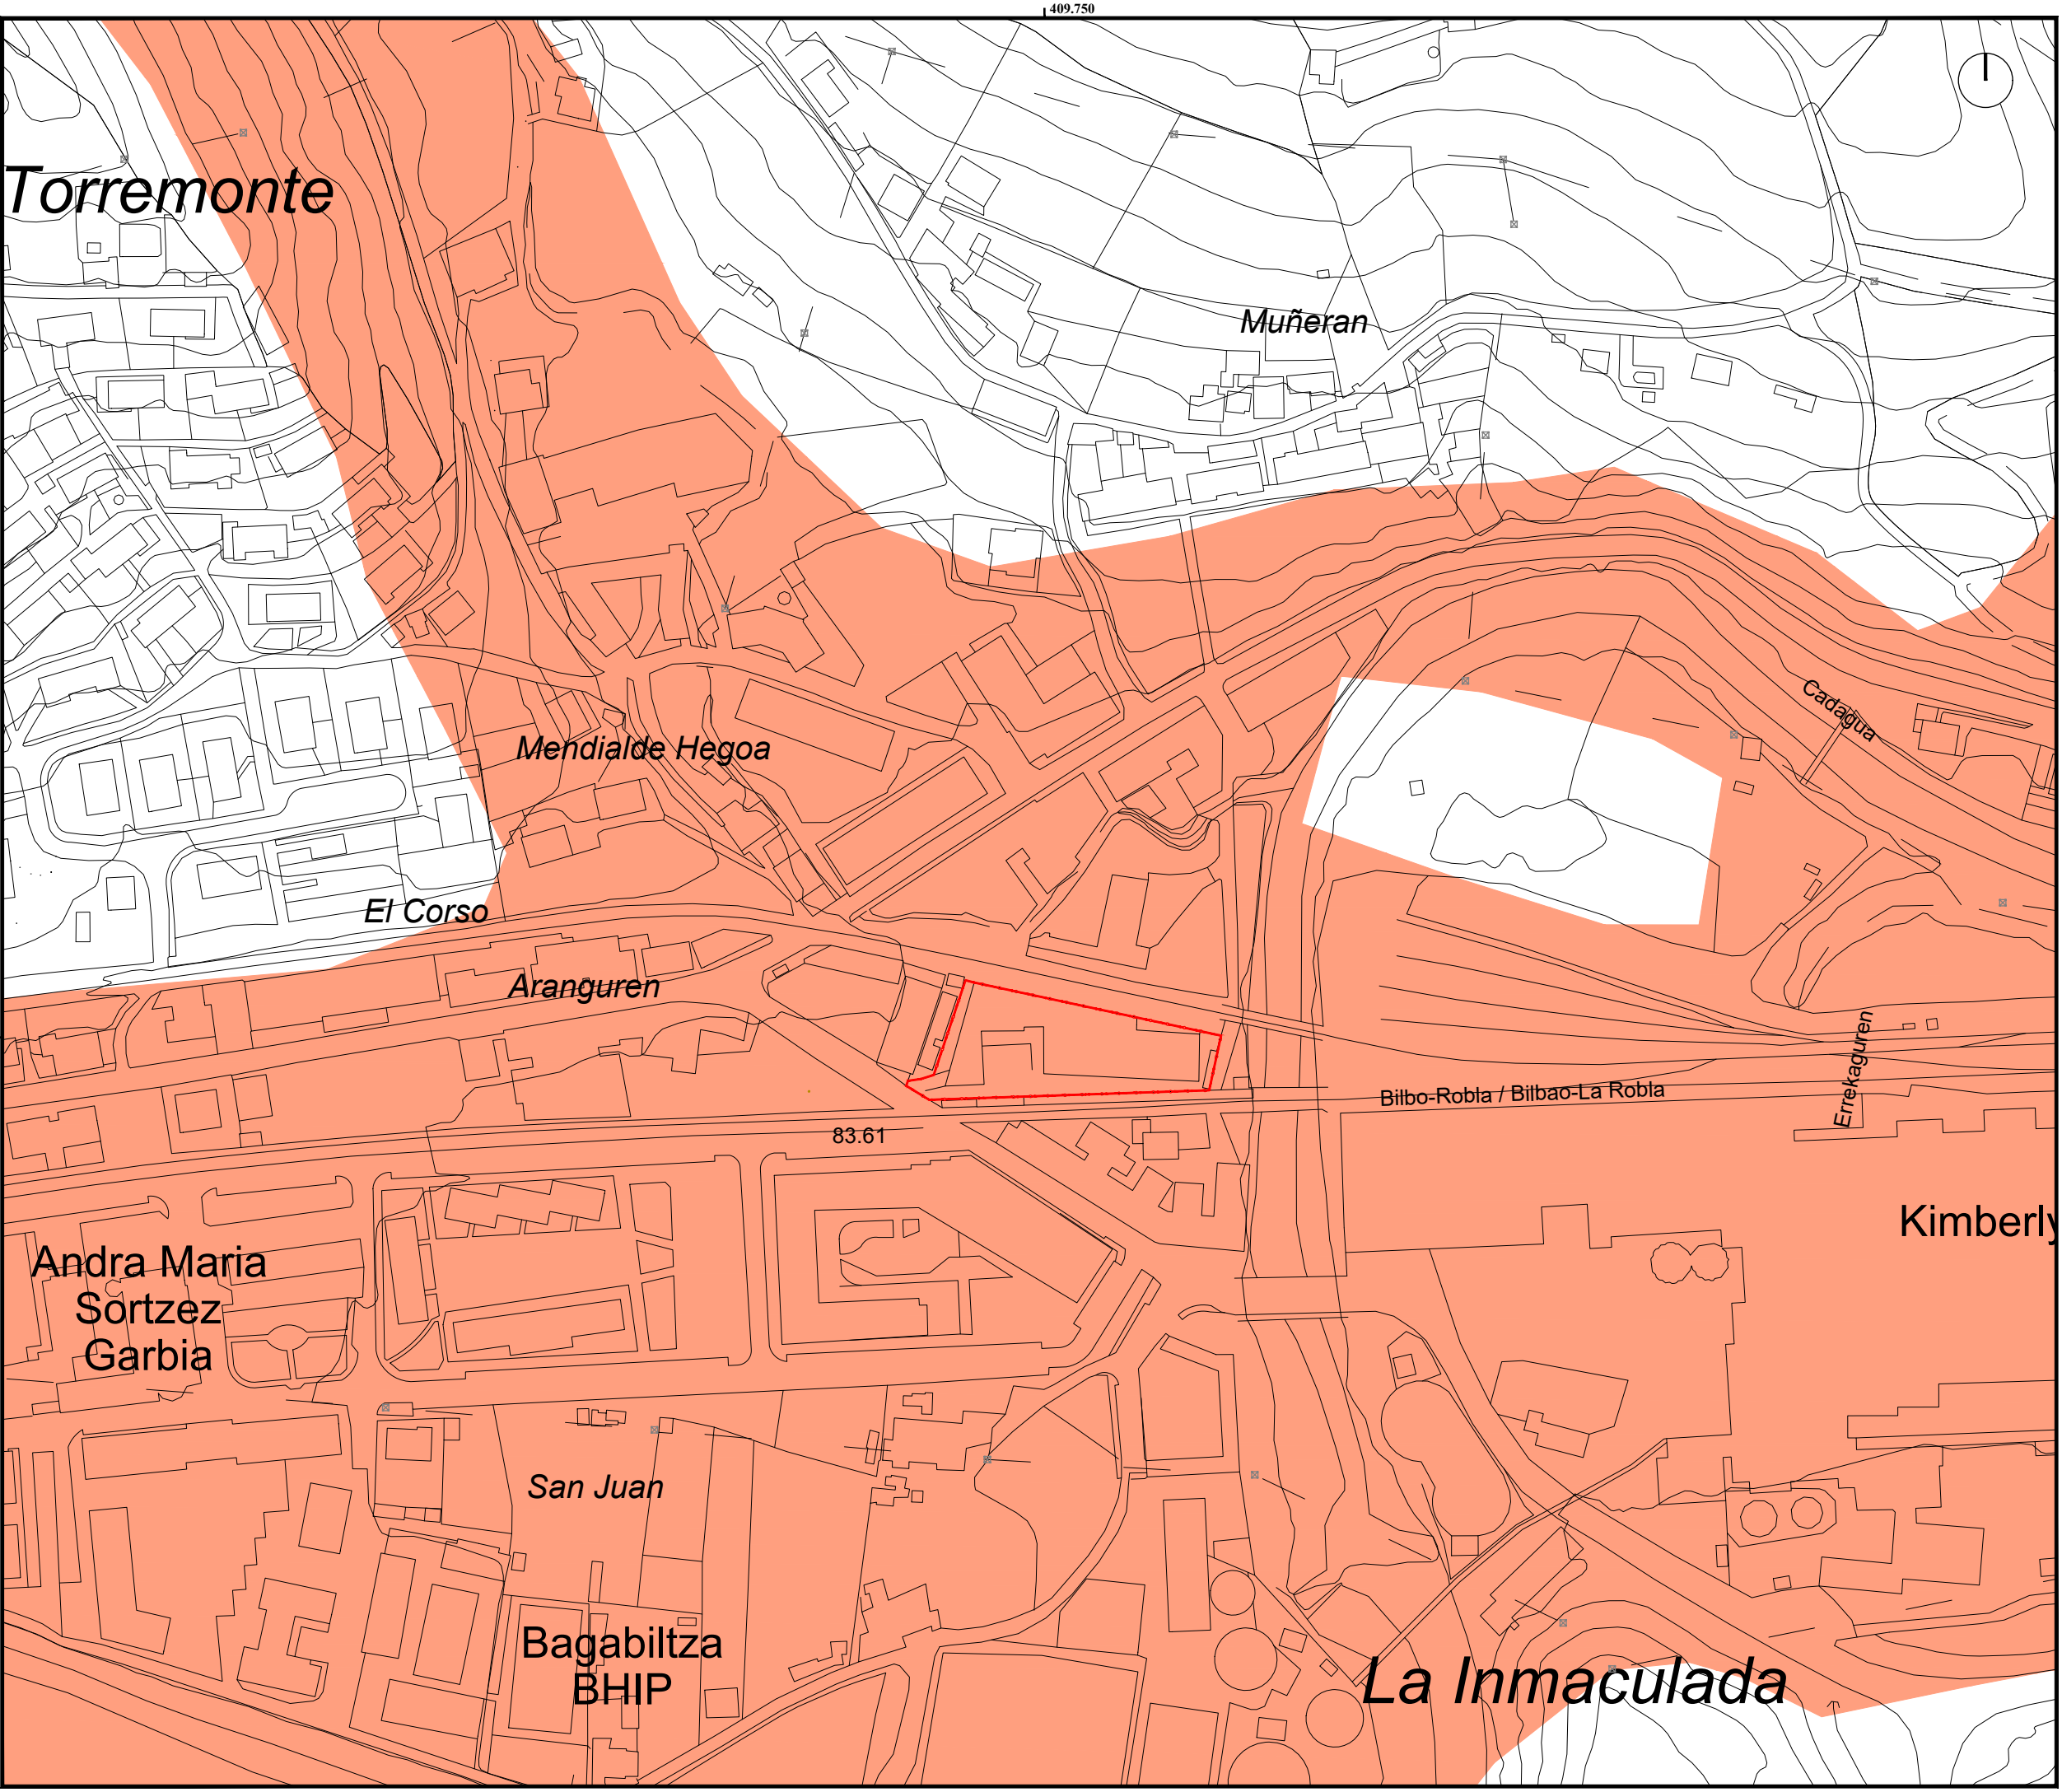 409.750
Torremonte
Muñeran
Cadagua
Mendialde Hegoa
El Corso
Aranguren
Errekaguren
Bilbo-Robla / Bilbao-La Robla
83.61
Kimberly
Andra Maria
Sortzez
Garbia
San Juan
Bagabiltza
BHIP
La Inmaculada